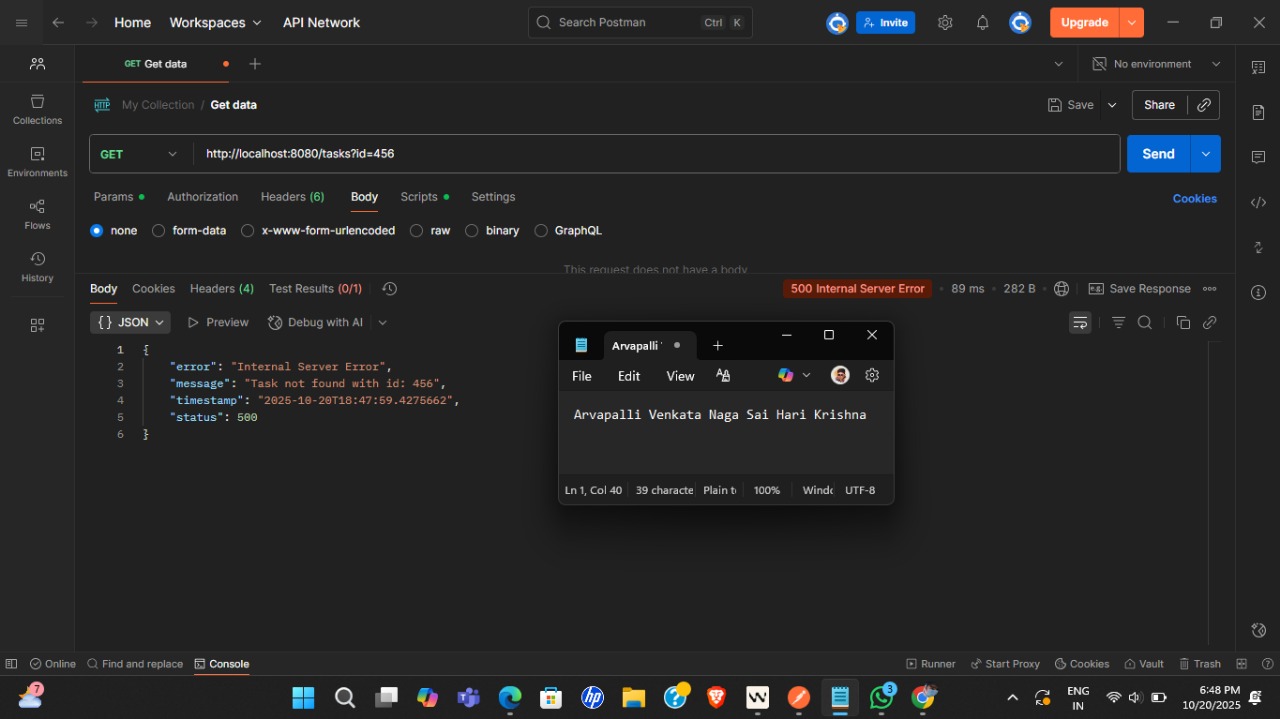 Home Workspaces API Network Search Postman Ctrl K Invite Upgrade
GET Get data No environment
HTTP My Collection / Get data Save Share
GET http://localhost:8080/tasks?id=456 Send
Collections
Environments
Flows
History
Params Authorization Headers (6) Body Scripts Settings Cookies
none form-data x-www-form-urlencoded raw binary GraphQL
This request does not have a body
Body Cookies Headers (4) Test Results (0/1) 500 Internal Server Error 89 ms 282 B e.g. Save Response
{} JSON Preview Debug with AI
1 {
2 "error": "Internal Server Error",
3 "message": "Task not found with id: 456",
4 "timestamp": "2025-10-20T18:47:59.4275662",
5 "status": 500
6 }
Arvapalli
File Edit View
Arvapalli Venkata Naga Sai Hari Krishna
Ln 1, Col 40 39 characte Plain t 100% Windo UTF-8
Online Find and replace Console Runner Start Proxy Cookies Vault Trash
7 3 ENG IN 6:48 PM 10/20/2025